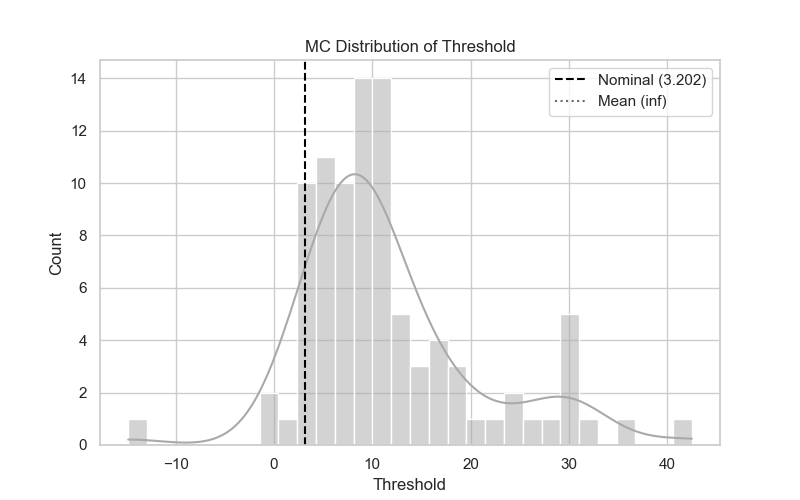 MC Distribution of Threshold
Nominal (3.202)
Mean (inf)
Count
14
12
10
8
6
4
2
0
−10
0
10
20
30
40
Threshold